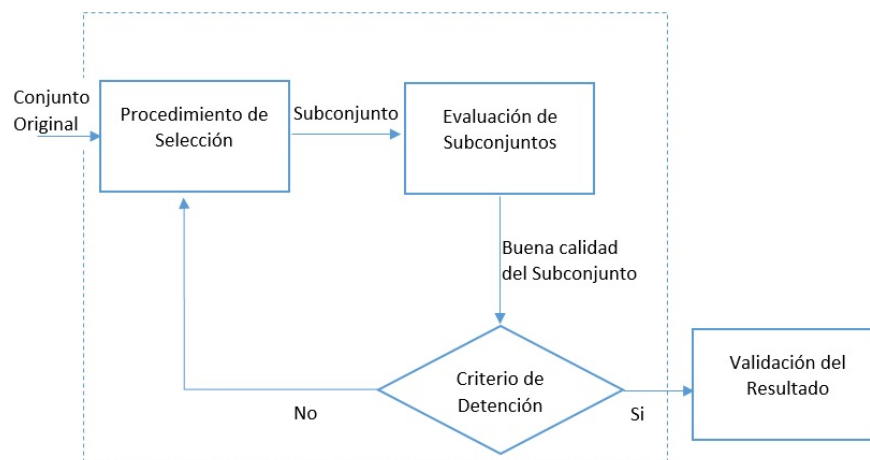 Conjunto
Original
Procedimiento de
Selección
Subconjunto
Evaluación de
Subconjuntos
Buena calidad
del Subconjunto
Criterio de
Detención
No
Si
Validación del
Resultado